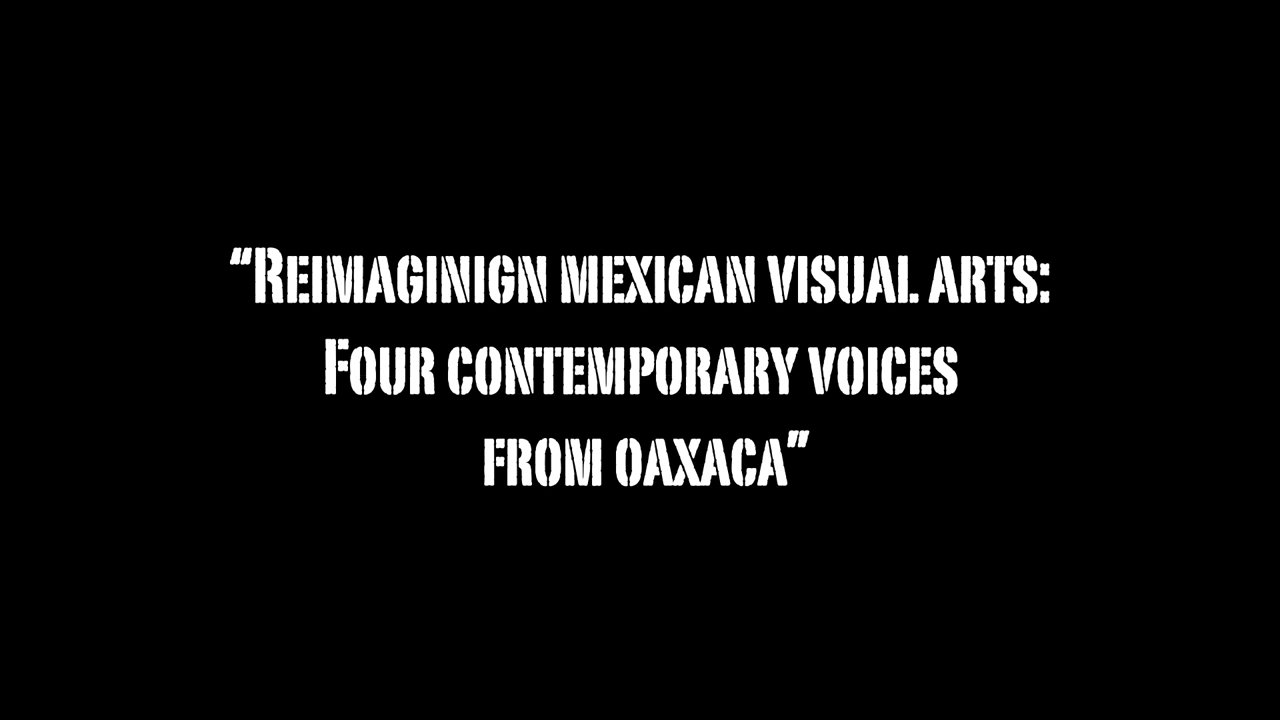 “Reimaginign mexican visual arts:
Four contemporary voices
from oaxaca”